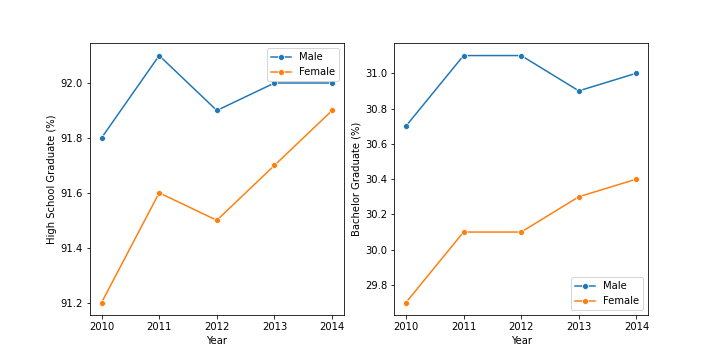 High School Graduate (%)
92.0
91.8
91.6
91.4
91.2
2010 2011 2012 2013 2014
Year
Male
Female
Bachelor Graduate (%)
31.0
30.8
30.6
30.4
30.2
30.0
29.8
2010 2011 2012 2013 2014
Year
Male
Female